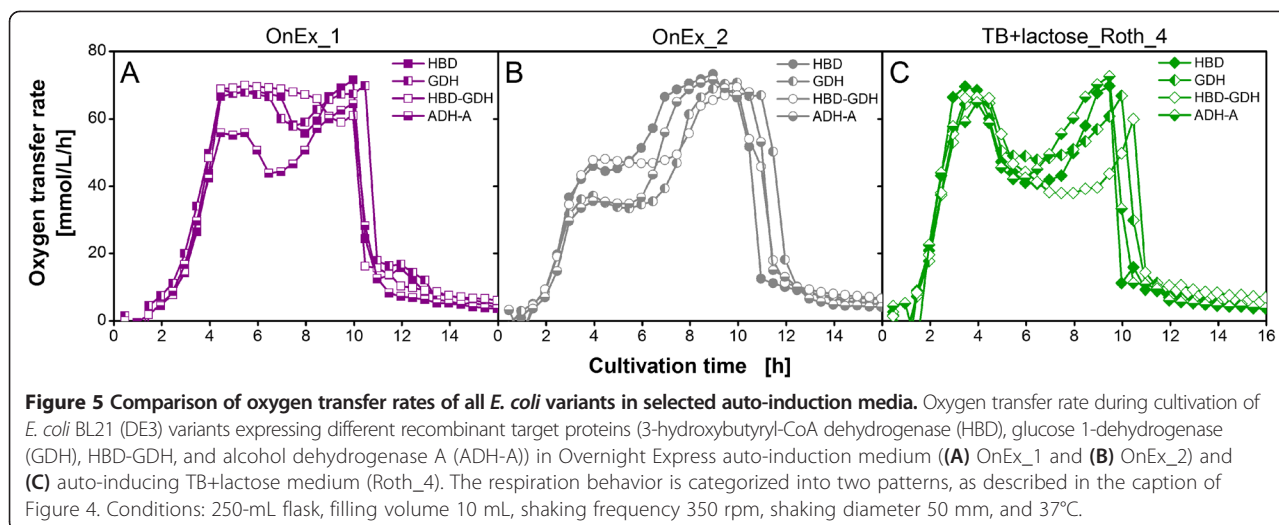 OnEx_1
OnEx_2
TB+lactose_Roth_4
Oxygen transfer rate
[mmol/L/h]
80
60
40
20
0
A
HBD
GDH
HBD-GDH
ADH-A
B
HBD
GDH
HBD-GDH
ADH-A
C
HBD
GDH
HBD-GDH
ADH-A
0 2 4 6 8 10 12 14
0 2 4 6 8 10 12 14
0 2 4 6 8 10 12 14 16
Cultivation time [h]
Figure 5 Comparison of oxygen transfer rates of all E. coli variants in selected auto-induction media. Oxygen transfer rate during cultivation of
E. coli BL21 (DE3) variants expressing different recombinant target proteins (3-hydroxybutyryl-CoA dehydrogenase (HBD), glucose 1-dehydrogenase
(GDH), HBD-GDH, and alcohol dehydrogenase A (ADH-A)) in Overnight Express auto-induction medium ((A) OnEx_1 and (B) OnEx_2) and
(C) auto-inducing TB+lactose medium (Roth_4). The respiration behavior is categorized into two patterns, as described in the caption of
Figure 4. Conditions: 250-mL flask, filling volume 10 mL, shaking frequency 350 rpm, shaking diameter 50 mm, and 37°C.